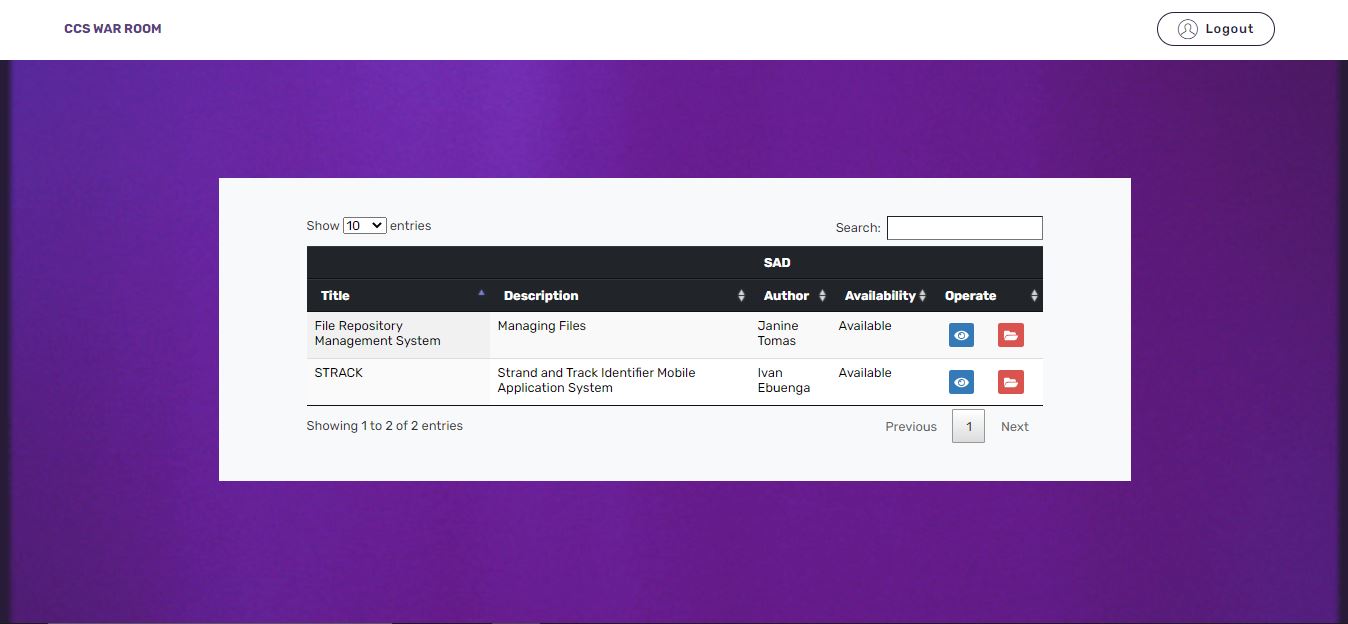 CCS WAR ROOM
Logout
Show 10 entries
Search:
SAD
Title Description Author Availability Operate
File Repository Management System Managing Files Janine Tomas Available
STRACK Strand and Track Identifier Mobile Application System Ivan Ebuenga Available
Showing 1 to 2 of 2 entries
Previous 1 Next